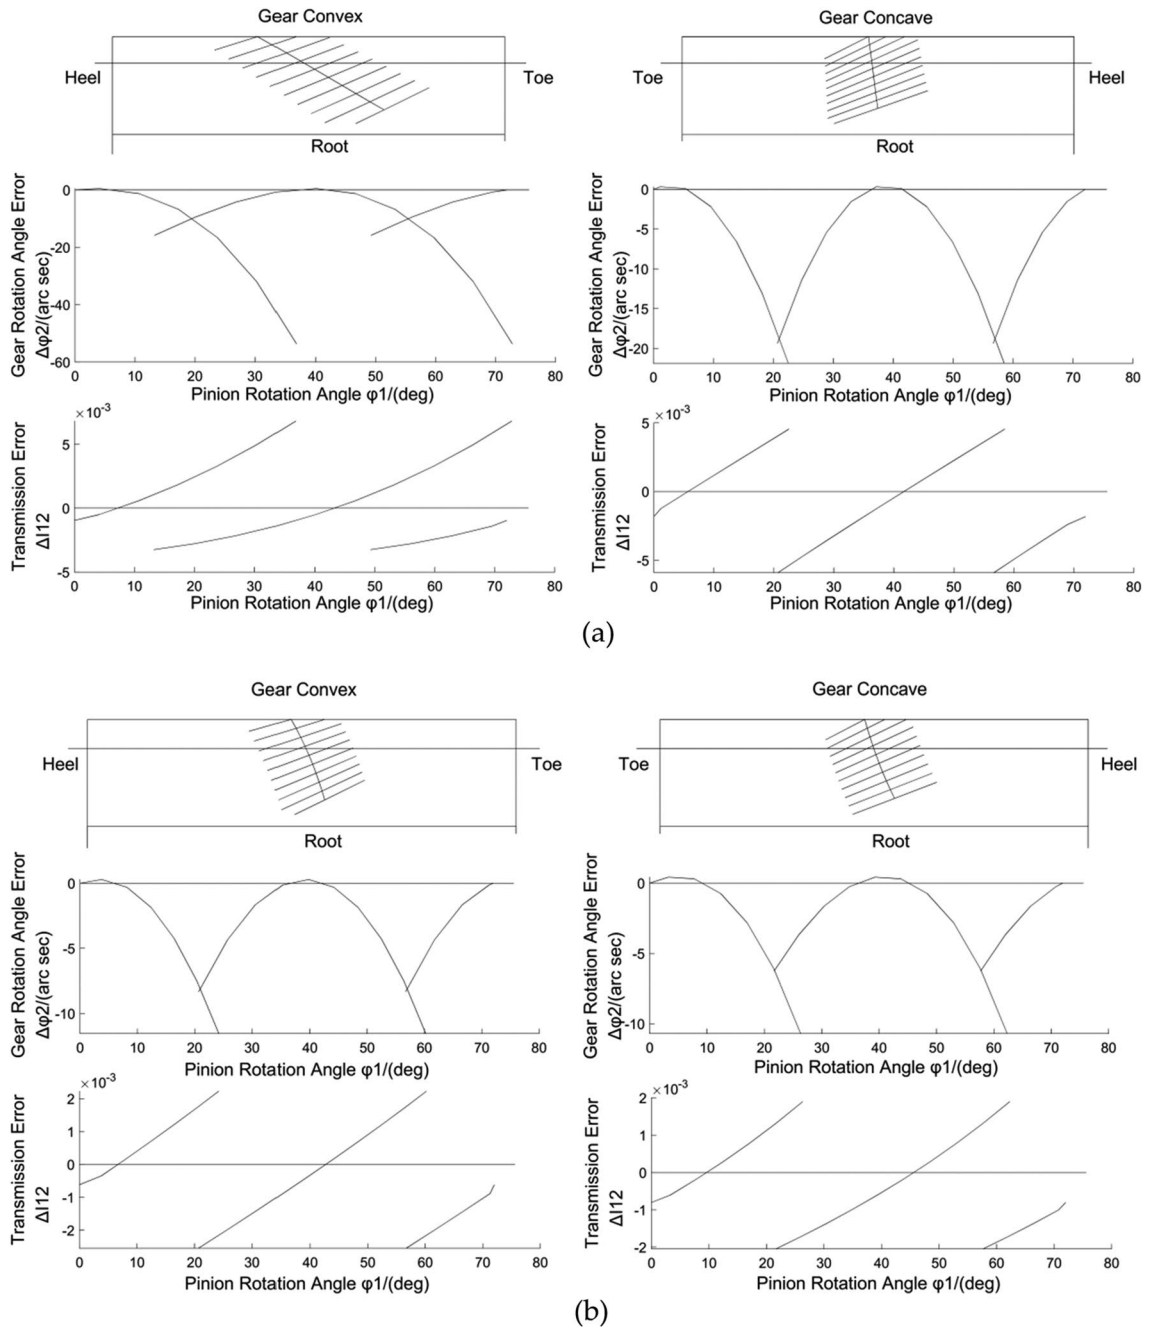 Gear Convex
Gear Concave
Heel
Toe
Toe
Heel
Root
Root
Gear Rotation Angle Error
Δφ2/(arc sec)
0
-20
-40
-60
0 10 20 30 40 50 60 70 80
Pinion Rotation Angle φ1/(deg)
Gear Rotation Angle Error
Δφ2/(arc sec)
0
-5
-10
-15
-20
0 10 20 30 40 50 60 70 80
Pinion Rotation Angle φ1/(deg)
Transmission Error
ΔI12
×10⁻³
5
0
-5
0 10 20 30 40 50 60 70 80
Pinion Rotation Angle φ1/(deg)
Transmission Error
ΔI12
×10⁻³
5
0
-5
0 10 20 30 40 50 60 70 80
Pinion Rotation Angle φ1/(deg)
(a)
Gear Convex
Gear Concave
Heel
Toe
Toe
Heel
Root
Root
Gear Rotation Angle Error
Δφ2/(arc sec)
0
-5
-10
0 10 20 30 40 50 60 70 80
Pinion Rotation Angle φ1/(deg)
Gear Rotation Angle Error
Δφ2/(arc sec)
0
-5
-10
0 10 20 30 40 50 60 70 80
Pinion Rotation Angle φ1/(deg)
Transmission Error
ΔI12
×10⁻³
2
1
0
-1
-2
0 10 20 30 40 50 60 70 80
Pinion Rotation Angle φ1/(deg)
Transmission Error
ΔI12
×10⁻³
2
1
0
-1
-2
0 10 20 30 40 50 60 70 80
Pinion Rotation Angle φ1/(deg)
(b)